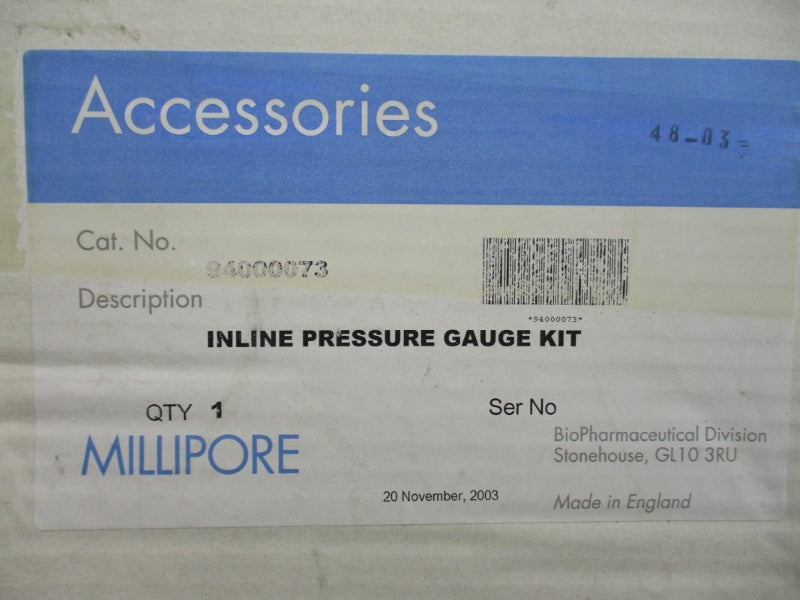 Accessories
48-03
Cat. No.
94000073
*94000073*
Description
INLINE PRESSURE GAUGE KIT
QTY 1
Ser No
MILLIPORE
BioPharmaceutical Division
Stonehouse, GL10 3RU
20 November, 2003
Made in England